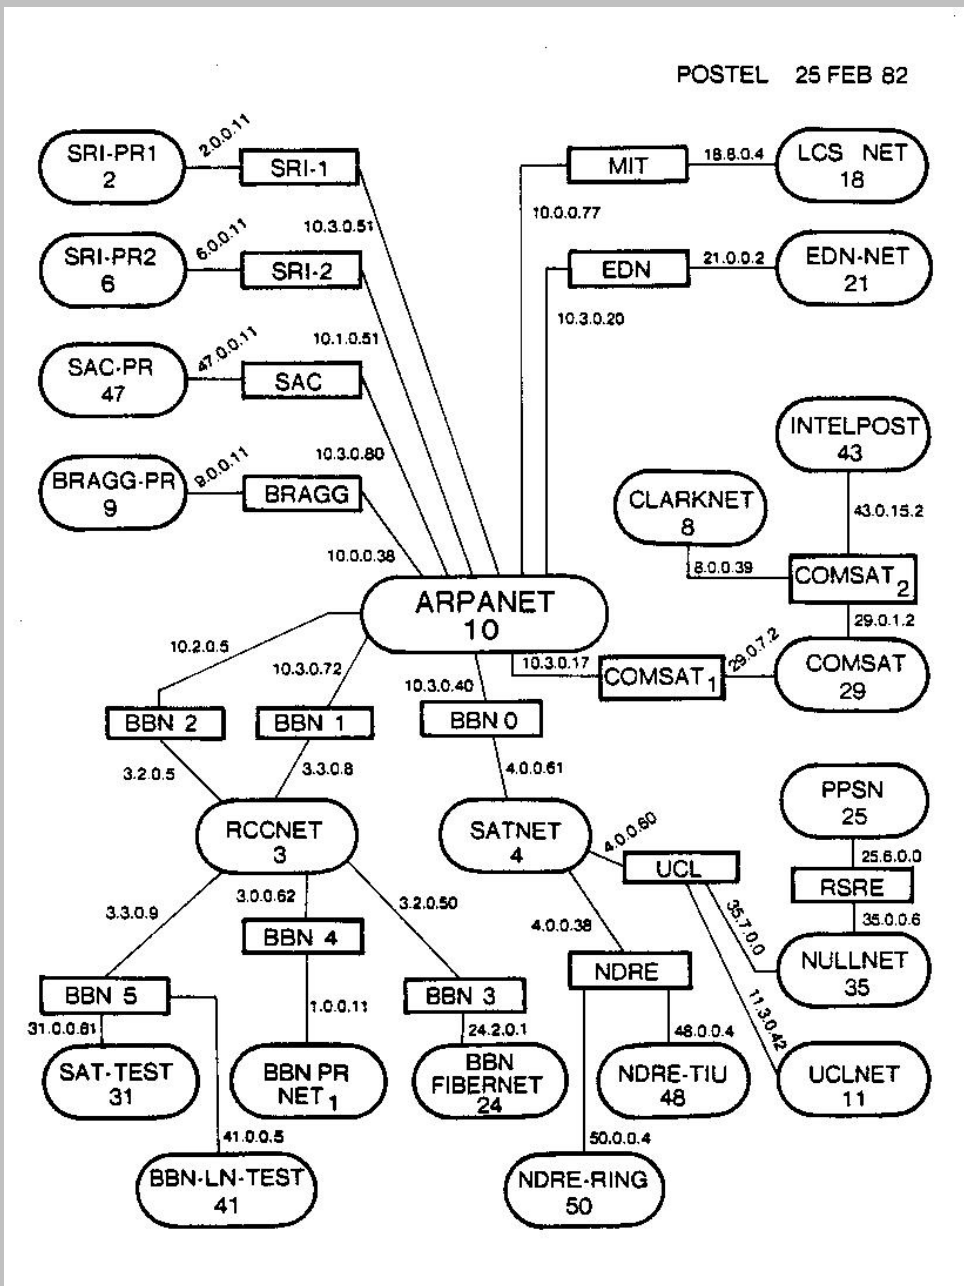 POSTEL 25 FEB 82
SRI-PR1
2
2.0.0.11
SRI-1
10.3.0.51
MIT
18.8.0.4
10.0.0.77
LCS NET
18
SRI-PR2
6
6.0.0.11
SRI-2
10.1.0.51
EDN
21.0.0.2
10.3.0.20
EDN-NET
21
SAC-PR
47
47.0.0.11
SAC
10.3.0.80
BRAGG-PR
9
9.0.0.11
BRAGG
10.0.0.38
INTELPOST
43
43.0.15.2
CLARKNET
8
8.0.0.39
COMSAT 2
29.0.1.2
ARPANET
10
10.3.0.17
COMSAT 1
29.0.7.2
COMSAT
29
10.2.0.5
10.3.0.72
10.3.0.40
BBN 2
BBN 1
BBN 0
3.2.0.5
3.3.0.8
4.0.0.61
RCCNET
3
SATNET
4
4.0.0.60
UCL
PPSN
25
25.6.0.0
RSRE
35.0.0.6
3.3.0.9
3.0.0.62
3.2.0.50
4.0.0.38
35.7.0.0
11.3.0.42
NULLNET
35
BBN 4
BBN 5
BBN 3
NDRE
31.0.0.61
1.0.0.11
24.2.0.1
48.0.0.4
SAT-TEST
31
BBN PR
NET 1
BBN
FIBERNET
24
NDRE-TIU
48
UCLNET
11
41.0.0.5
50.0.0.4
BBN-LN-TEST
41
NDRE-RING
50